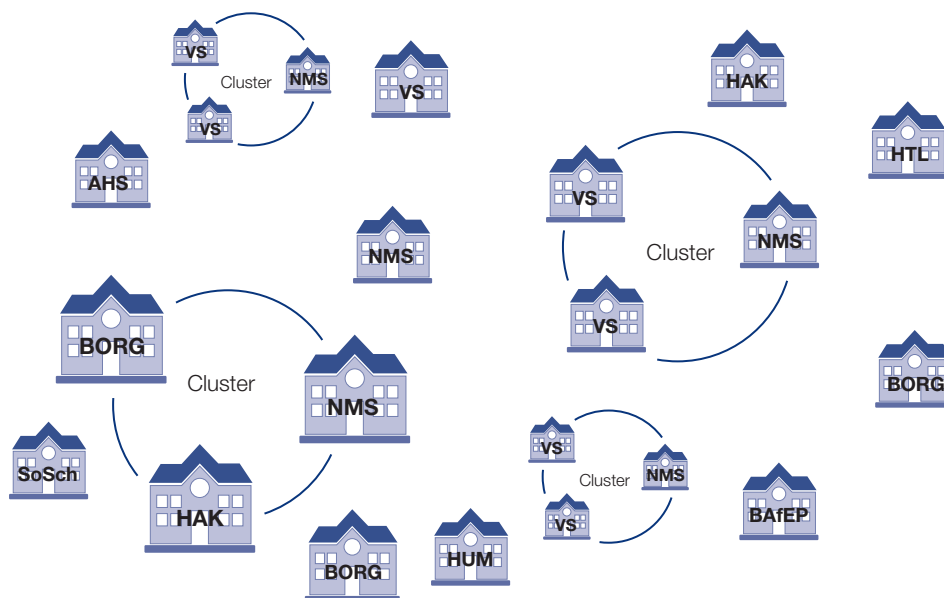 VS
Cluster
NMS
VS
VS
HAK
AHS
HTL
VS
NMS
Cluster
VS
NMS
BORG
Cluster
NMS
BORG
SoSch
HAK
VS
Cluster
NMS
VS
BAfEP
BORG
HUM